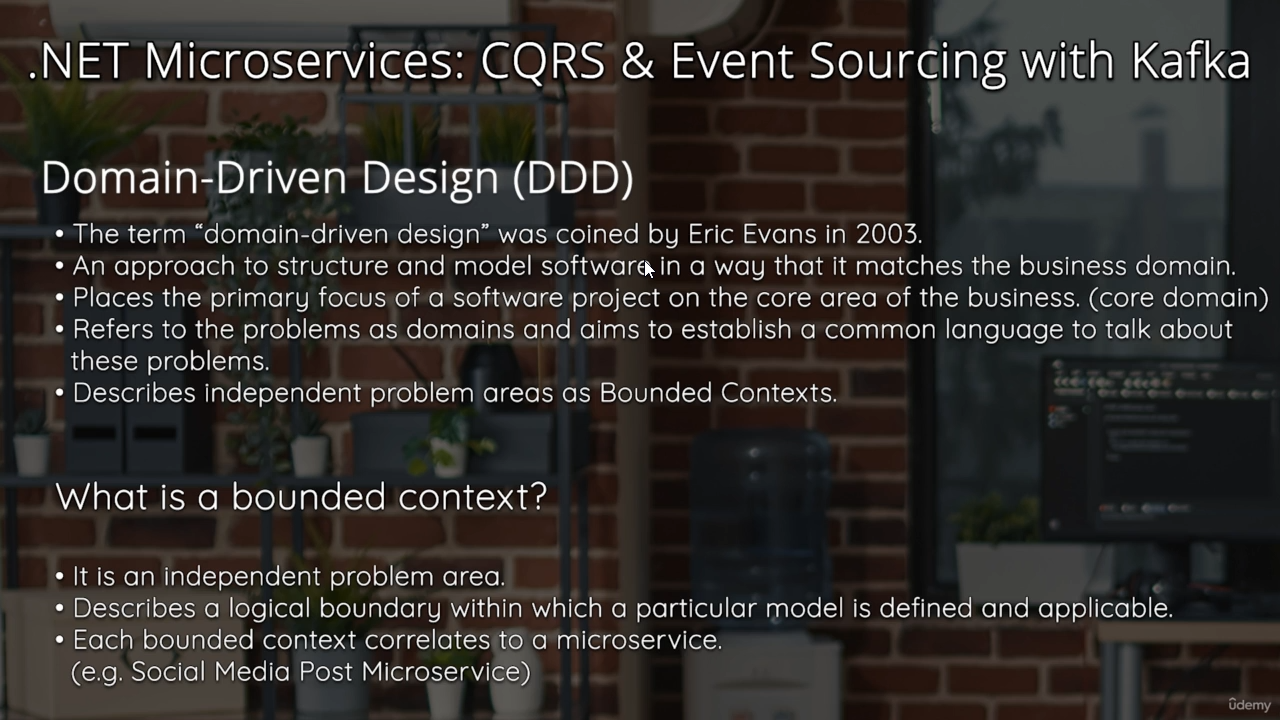 .NET Microservices: CQRS & Event Sourcing with Kafka
Domain-Driven Design (DDD)
• The term “domain-driven design” was coined by Eric Evans in 2003.
• An approach to structure and model software in a way that it matches the business domain.
• Places the primary focus of a software project on the core area of the business. (core domain)
• Refers to the problems as domains and aims to establish a common language to talk about
these problems.
• Describes independent problem areas as Bounded Contexts.
What is a bounded context?
• It is an independent problem area.
• Describes a logical boundary within which a particular model is defined and applicable.
• Each bounded context correlates to a microservice.
(e.g. Social Media Post Microservice)
ûdemy